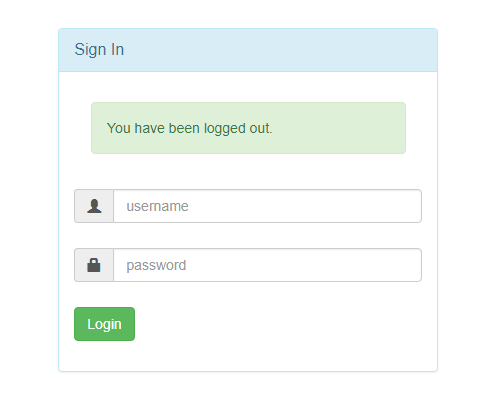 Sign In
You have been logged out.
username
password
Login